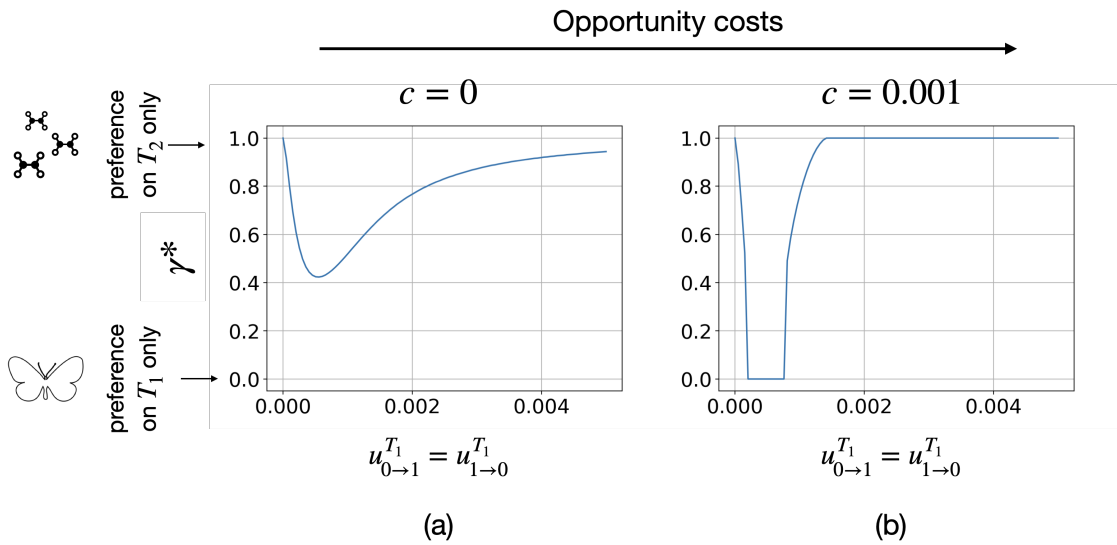 Opportunity costs
c = 0
c = 0.001
preference
on T₂ only
γ*
preference
on T₁ only
1.0
0.8
0.6
0.4
0.2
0.0
0.000
0.002
0.004
1.0
0.8
0.6
0.4
0.2
0.0
0.000
0.002
0.004
u^{T₁}_{0→1} = u^{T₁}_{1→0}
u^{T₁}_{0→1} = u^{T₁}_{1→0}
(a)
(b)